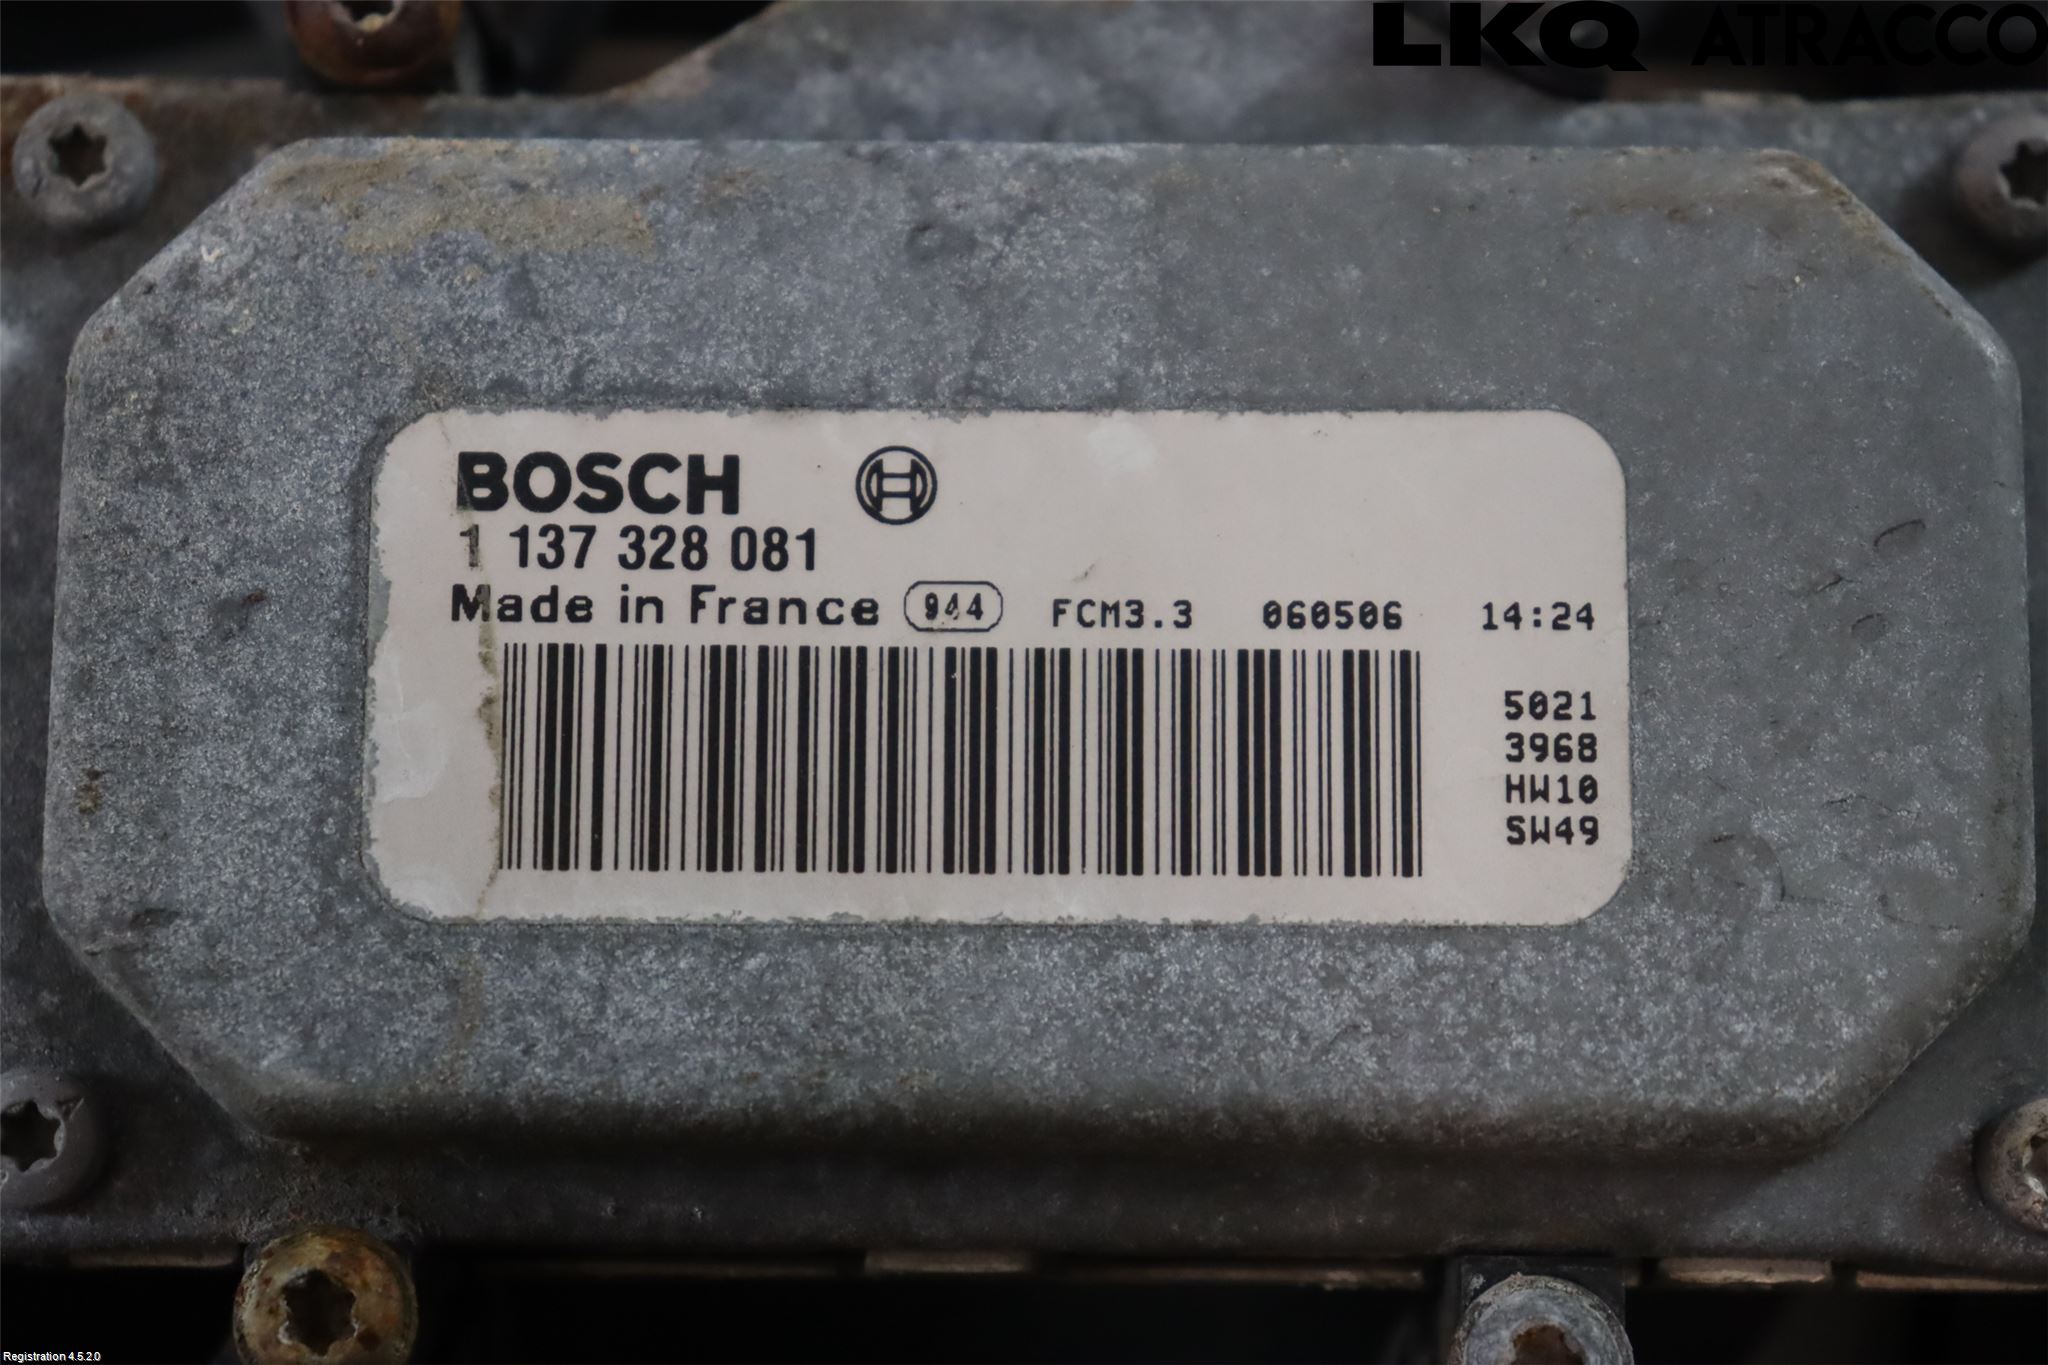 LKQ ATRACCO
BOSCH
1 137 328 081
Made in France 944 FCM3.3 060506 14:24
5021
3968
HW10
SW49
Registration 4.5.2.0